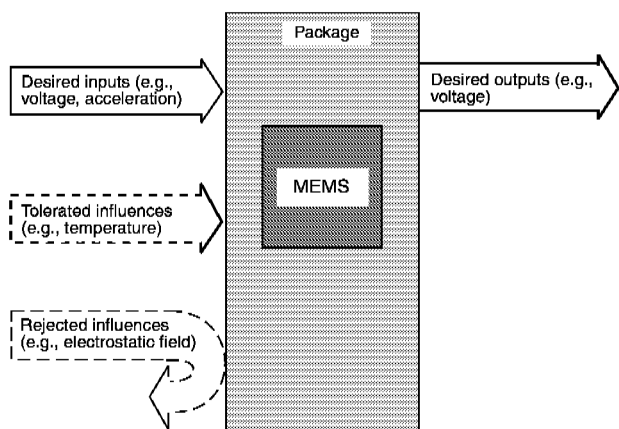 Package
Desired inputs (e.g.,
voltage, acceleration)
Desired outputs (e.g.,
voltage)
MEMS
Tolerated influences
(e.g., temperature)
Rejected influences
(e.g., electrostatic field)